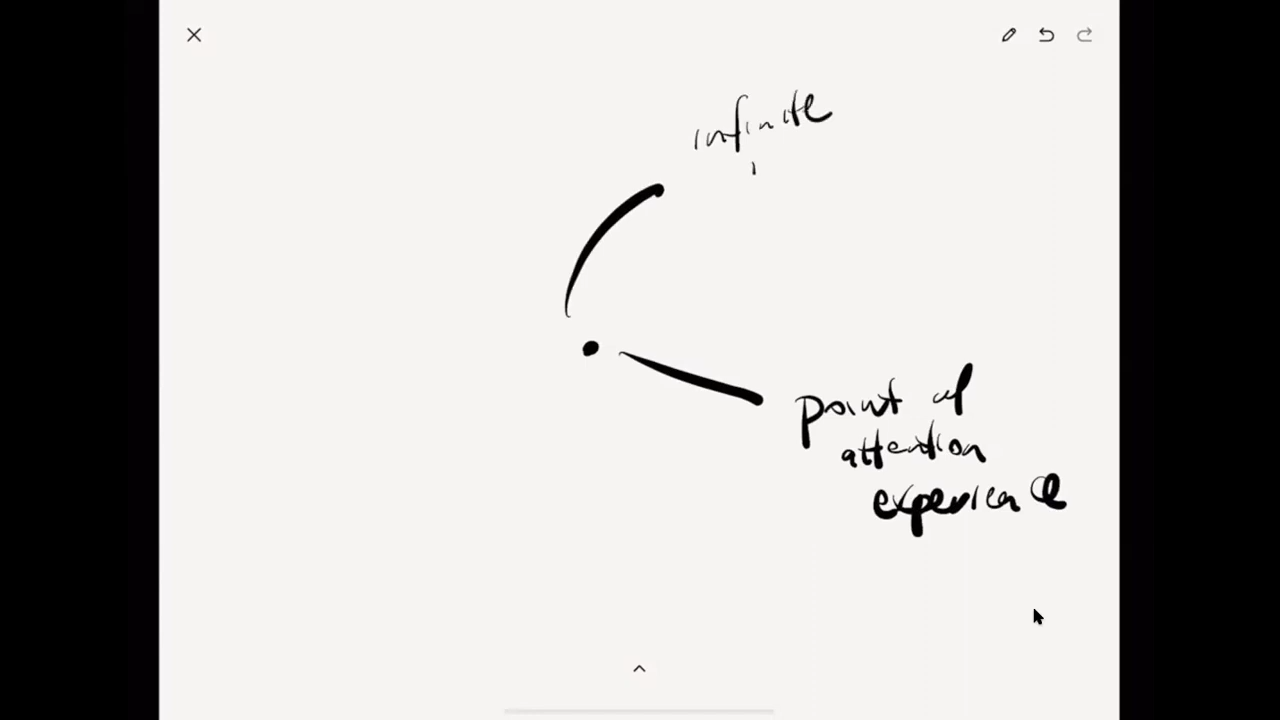 infinite
point of
attention
experience